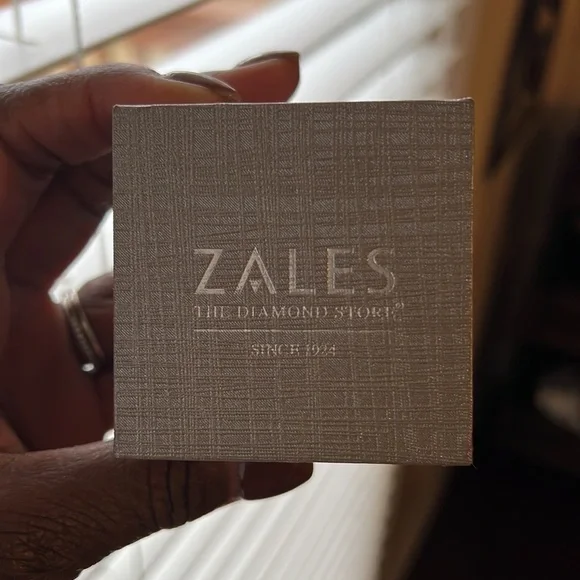 ZALES
THE DIAMOND STORE®
SINCE 1924